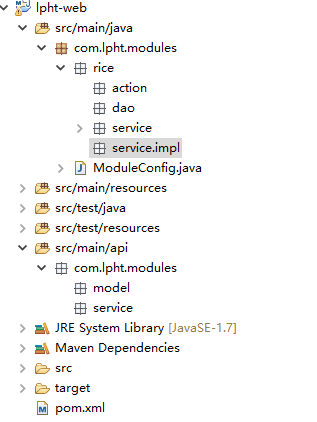 lpht-web
src/main/java
com.lpht.modules
rice
action
dao
service
service.impl
ModuleConfig.java
src/main/resources
src/test/java
src/test/resources
src/main/api
com.lpht.modules
model
service
JRE System Library [JavaSE-1.7]
Maven Dependencies
src
target
pom.xml